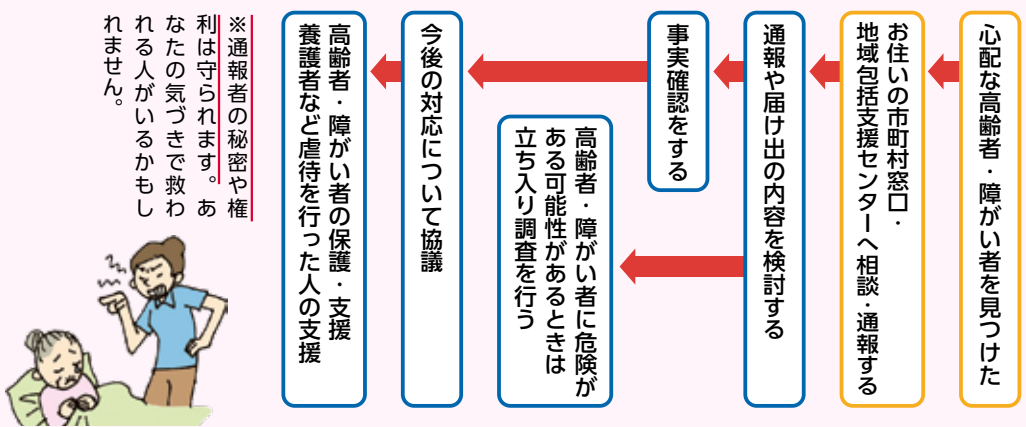 心配な高齢者・障がい者を見つけた
お住いの市町村窓口・
地域包括支援センターへ相談・通報する
通報や届け出の内容を検討する
事実確認をする
高齢者・障がい者に危険が
ある可能性があるときは
立ち入り調査を行う
今後の対応について協議
高齢者・障がい者の保護・支援
養護者など虐待を行った人の支援
※通報者の秘密や権
利は守られます。あ
なたの気づきで救わ
れる人がいるかもし
れません。